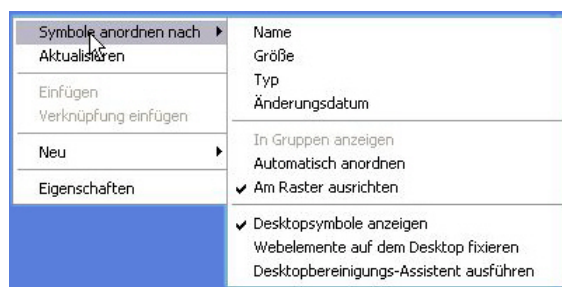 Symbole anordnen nach
Aktualisieren
Einfügen
Verknüpfung einfügen
Neu
Eigenschaften
Name
Größe
Typ
Änderungsdatum
In Gruppen anzeigen
Automatisch anordnen
Am Raster ausrichten
Desktopsymbole anzeigen
Webelemente auf dem Desktop fixieren
Desktopbereinigungs-Assistent ausführen